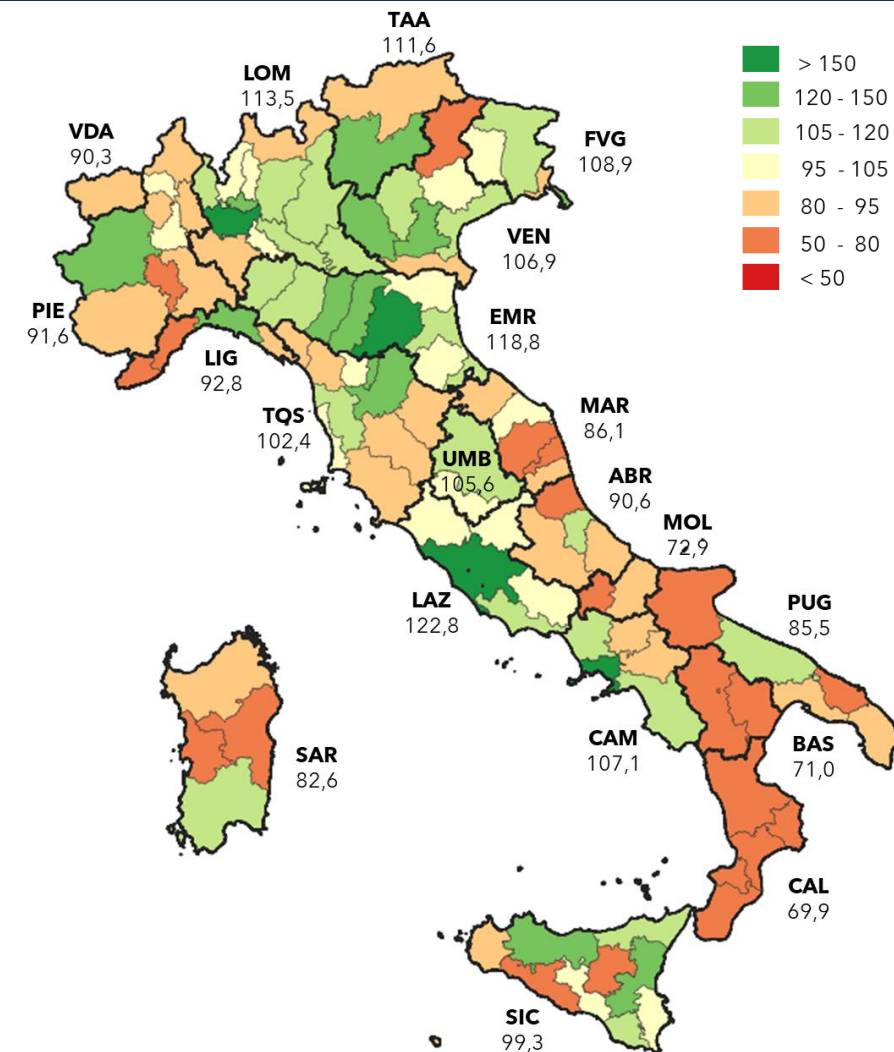 TAA
111,6
LOM
113,5
VDA
90,3
FVG
108,9
VEN
106,9
PIE
91,6
LIG
92,8
EMR
118,8
TOS
102,4
MAR
86,1
UMB
105,6
ABR
90,6
MOL
72,9
LAZ
122,8
PUG
85,5
CAM
107,1
BAS
71,0
SAR
82,6
CAL
69,9
SIC
99,3
> 150
120 - 150
105 - 120
95 - 105
80 - 95
50 - 80
< 50